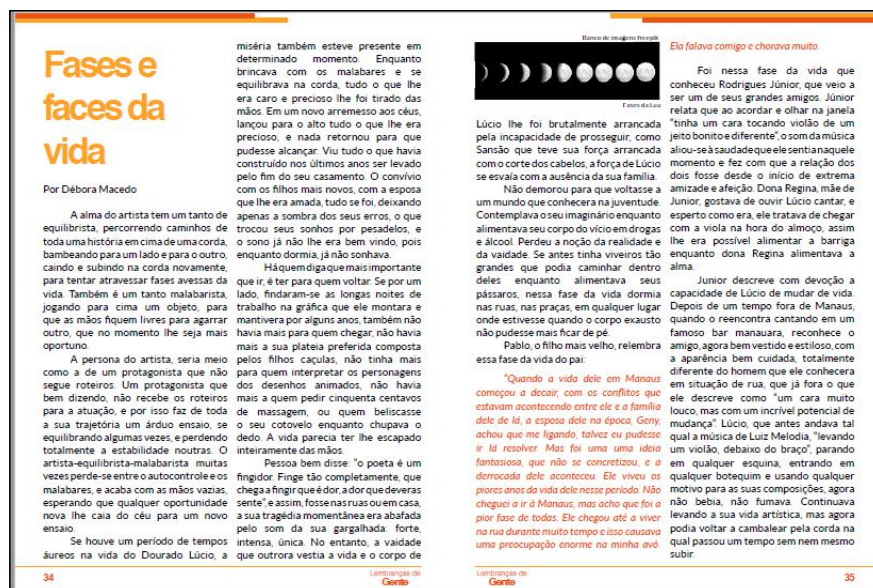 Fases e
faces da
vida
Por Débora Macedo
A alma do artista tem um tanto de
equilibrista, percorrendo caminhos de
toda uma história em cima de uma corda,
bambeando para um lado e para o outro,
caindo e subindo na corda novamente,
para tentar atravessar fases avessas da
vida. Também é um tanto malabarista,
jogando para cima um objeto, para
que as mãos fiquem livres para agarrar
outro, que no momento lhe seja mais
oportuno.
A persona do artista, seria meio
como a de um protagonista que não
segue roteiros. Um protagonista que
bem dizendo, não recebe os roteiros
para a atuação, e por isso faz de toda
a sua trajetória um árduo ensaio, se
equilibrando algumas vezes, e perdendo
totalmente a estabilidade noutras. O
artista-equilibrista-malabarista muitas
vezes perde-se entre o autocontrole e os
malabares, e acaba com as mãos vazias,
esperando que qualquer oportunidade
nova lhe caia do céu para um novo
ensaio.
Se houve um período de tempos
áureos na vida do Dourado Lúcio, a
miséria também esteve presente em
determinado momento. Enquanto
brincava com os malabares e se
equilibrava na corda, tudo o que lhe
era caro e precioso lhe foi tirado das
mãos. Em um novo arremesso aos céus,
lançou para o alto tudo o que lhe era
precioso, e nada retornou para que
pudesse alcançar. Viu tudo o que havia
construído nos últimos anos ser levado
pelo fim do seu casamento. O convívio
com os filhos mais novos, com a esposa
que lhe era amada, tudo se foi, deixando
apenas a sombra dos seus erros, o que
trocou seus sonhos por pesadelos, e
o sono já não lhe era bem vindo, pois
enquanto dormia, já não sonhava.
Há quem diga que mais importante
que ir, é ter para quem voltar. Se por um
lado, findaram-se as longas noites de
trabalho na gráfica que ele montara e
mantivera por alguns anos, também não
havia mais para quem chegar, não havia
mais a sua plateia preferida composta
pelos filhos caçulas, não tinha mais
para quem interpretar os personagens
dos desenhos animados, não havia
mais a quem pedir cinquenta centavos
de massagem, ou quem beliscasse
o seu cotovelo enquanto chupava o
dedo. A vida parecia ter lhe escapado
inteiramente das mãos.
Pessoa bem disse: "o poeta é um
fingidor. Finge tão completamente, que
chega a fingir que é dor, a dor que deveras
sente", e assim, fosse nas ruas ou em casa,
a sua tragédia momentânea era abafada
pelo som da sua gargalhada: forte,
intensa, única. No entanto, a vaidade
que outrora vestia a vida e o corpo de
34
Lembranças de
Gente
Banco de imagens freepik
Fases da Lua
Lúcio lhe foi brutalmente arrancada
pela incapacidade de prosseguir, como
Sansão que teve sua força arrancada
com o corte dos cabelos, a força de Lúcio
se esvaía com a ausência da sua família.
Não demorou para que voltasse a
um mundo que conhecera na juventude.
Contemplava o seu imaginário enquanto
alimentava seu corpo do vício em drogas
e álcool. Perdeu a noção da realidade e
da vaidade. Se antes tinha viveiros tão
grandes que podia caminhar dentro
deles enquanto alimentava seus
pássaros, nessa fase da vida dormia
nas ruas, nas praças, em qualquer lugar
onde estivesse quando o corpo exausto
não pudesse mais ficar de pé.
Pablo, o filho mais velho, relembra
essa fase da vida do pai:
"Quando a vida dele em Manaus
começou a decair, com os conflitos que
estavam acontecendo entre ele e a família
dele de lá, a esposa dele na época, Geny,
achou que me ligando, talvez eu pudesse
ir lá resolver. Mas foi uma uma ideia
fantasiosa, que não se concretizou, e a
derrocada dele aconteceu. Ele viveu os
piores anos da vida dele nesse período. Não
cheguei a ir à Manaus, mas acho que foi a
pior fase de todas. Ele chegou até a viver
na rua durante muito tempo e isso causava
uma preocupação enorme na minha avó.
Ela falava comigo e chorava muito.
Foi nessa fase da vida que
conheceu Rodrigues Júnior, que veio a
ser um de seus grandes amigos. Júnior
relata que ao acordar e olhar na janela
"tinha um cara tocando violão de um
jeito bonito e diferente", o som da música
aliou-se à saudade que ele sentia naquele
momento e fez com que a relação dos
dois fosse desde o início de extrema
amizade e afeição. Dona Regina, mãe de
Junior, gostava de ouvir Lúcio cantar, e
esperto como era, ele tratava de chegar
com a viola na hora do almoço, assim
lhe era possível alimentar a barriga
enquanto dona Regina alimentava a
alma.
Junior descreve com devoção a
capacidade de Lúcio de mudar de vida.
Depois de um tempo fora de Manaus,
quando o reencontra cantando em um
famoso bar manauara, reconhece o
amigo, agora bem vestido e estiloso, com
a aparência bem cuidada, totalmente
diferente do homem que ele conhecera
em situação de rua, que já fora o que
ele descreve como "um cara muito
louco, mas com um incrível potencial de
mudança". Lúcio, que antes andava tal
qual a música de Luiz Melodia, "levando
um violão, debaixo do braço", parando
em qualquer esquina, entrando em
qualquer botequim e usando qualquer
motivo para as suas composições, agora
não bebia, não fumava. Continuava
levando a sua vida artística, mas agora
podia voltar a cambalear pela corda na
qual passou um tempo sem nem mesmo
subir.
Lembranças de
Gente
35